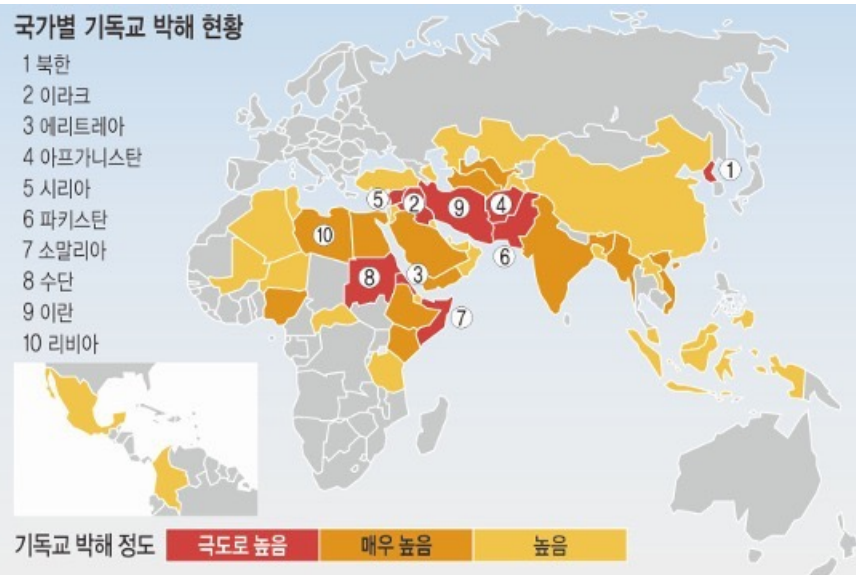 국가별 기독교 박해 현황
1 북한
2 이라크
3 에리트레아
4 아프가니스탄
5 시리아
6 파키스탄
7 소말리아
8 수단
9 이란
10 리비아
1
5
2
9
4
10
6
8
3
7
기독교 박해 정도
극도로 높음
매우 높음
높음